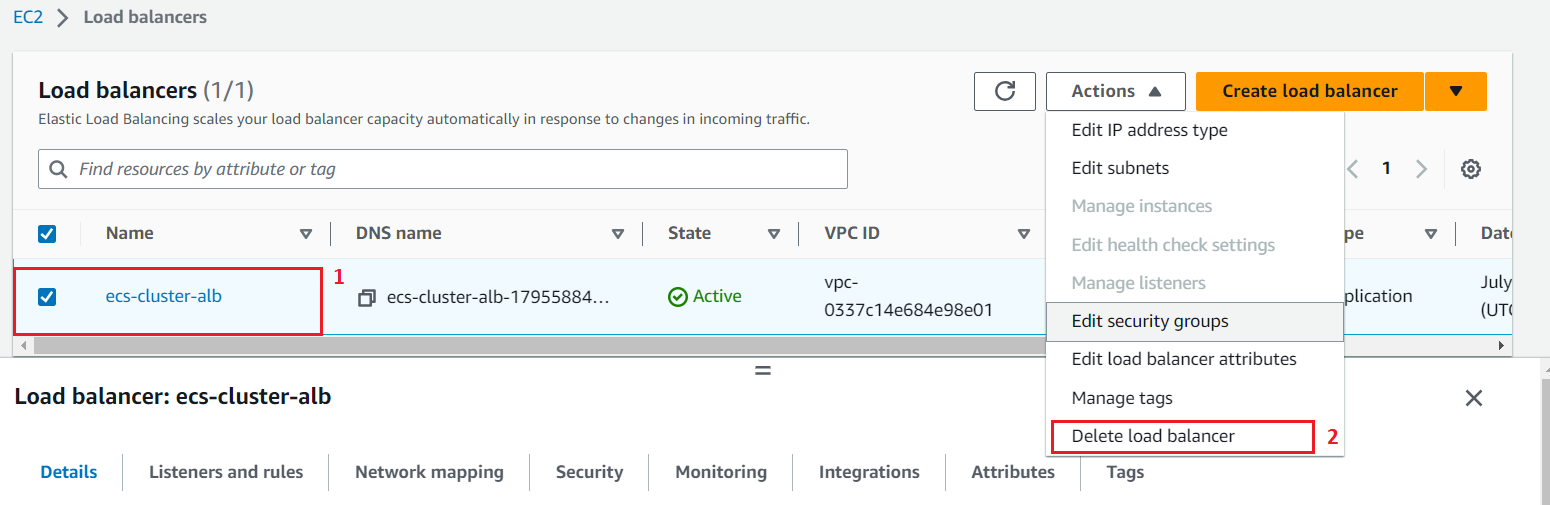 EC2 > Load balancers
Load balancers (1/1)
Elastic Load Balancing scales your load balancer capacity automatically in response to changes in incoming traffic.
Actions
Create load balancer
Find resources by attribute or tag
1
Edit IP address type
Edit subnets
Manage instances
Edit health check settings
Manage listeners
Edit security groups
Edit load balancer attributes
Manage tags
Delete load balancer
2
Name
DNS name
State
VPC ID
pe
Date
ecs-cluster-alb
1
ecs-cluster-alb-17955884...
Active
vpc-
0337c14e684e98e01
plication
July
(UTC
Load balancer: ecs-cluster-alb
Details
Listeners and rules
Network mapping
Security
Monitoring
Integrations
Attributes
Tags